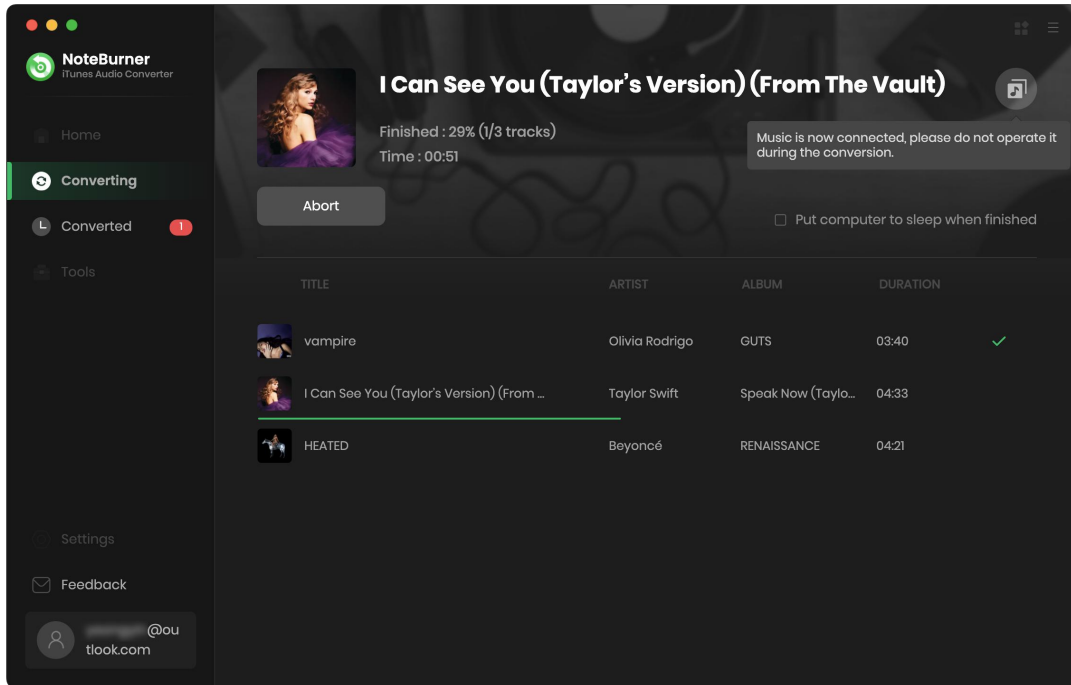 NoteBurner
iTunes Audio Converter
Home
Converting
Converted 1
Tools
Settings
Feedback
@ou
tlook.com
I Can See You (Taylor's Version) (From The Vault)
Finished : 29% (1/3 tracks)
Time : 00:51
Music is now connected, please do not operate it
during the conversion.
Abort
Put computer to sleep when finished
TITLE ARTIST ALBUM DURATION
vampire Olivia Rodrigo GUTS 03:40
I Can See You (Taylor's Version) (From ... Taylor Swift Speak Now (Taylo... 04:33
HEATED Beyoncé RENAISSANCE 04:21